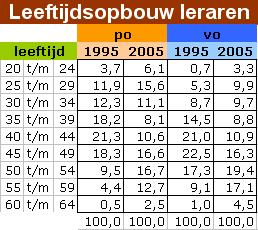 Leeftijdsopbouw leraren
po vo
leeftijd 1995 2005 1995 2005
20 t/m 24 3,7 6,1 0,7 3,3
25 t/m 29 11,9 15,6 5,3 9,9
30 t/m 34 12,3 11,1 8,7 9,7
35 t/m 39 18,2 8,1 14,5 8,8
40 t/m 44 21,3 10,6 21,0 10,9
45 t/m 49 18,3 16,6 22,5 16,3
50 t/m 54 9,5 16,7 17,3 19,4
55 t/m 59 4,4 12,7 9,1 17,1
60 t/m 64 0,5 2,5 1,0 4,5
100,0 100,0 100,0 100,0